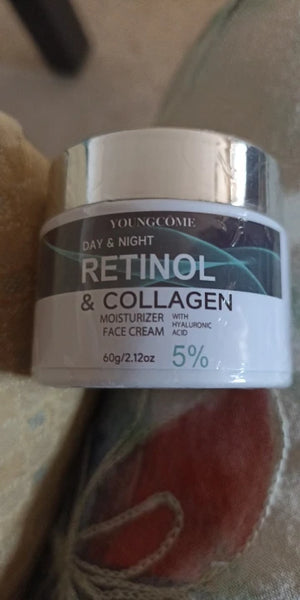 YOUNGCOME
DAY & NIGHT
RETINOL
& COLLAGEN
MOISTURIZER
FACE CREAM
WITH
HYALURONIC
ACID
60g/2.12oz
5%